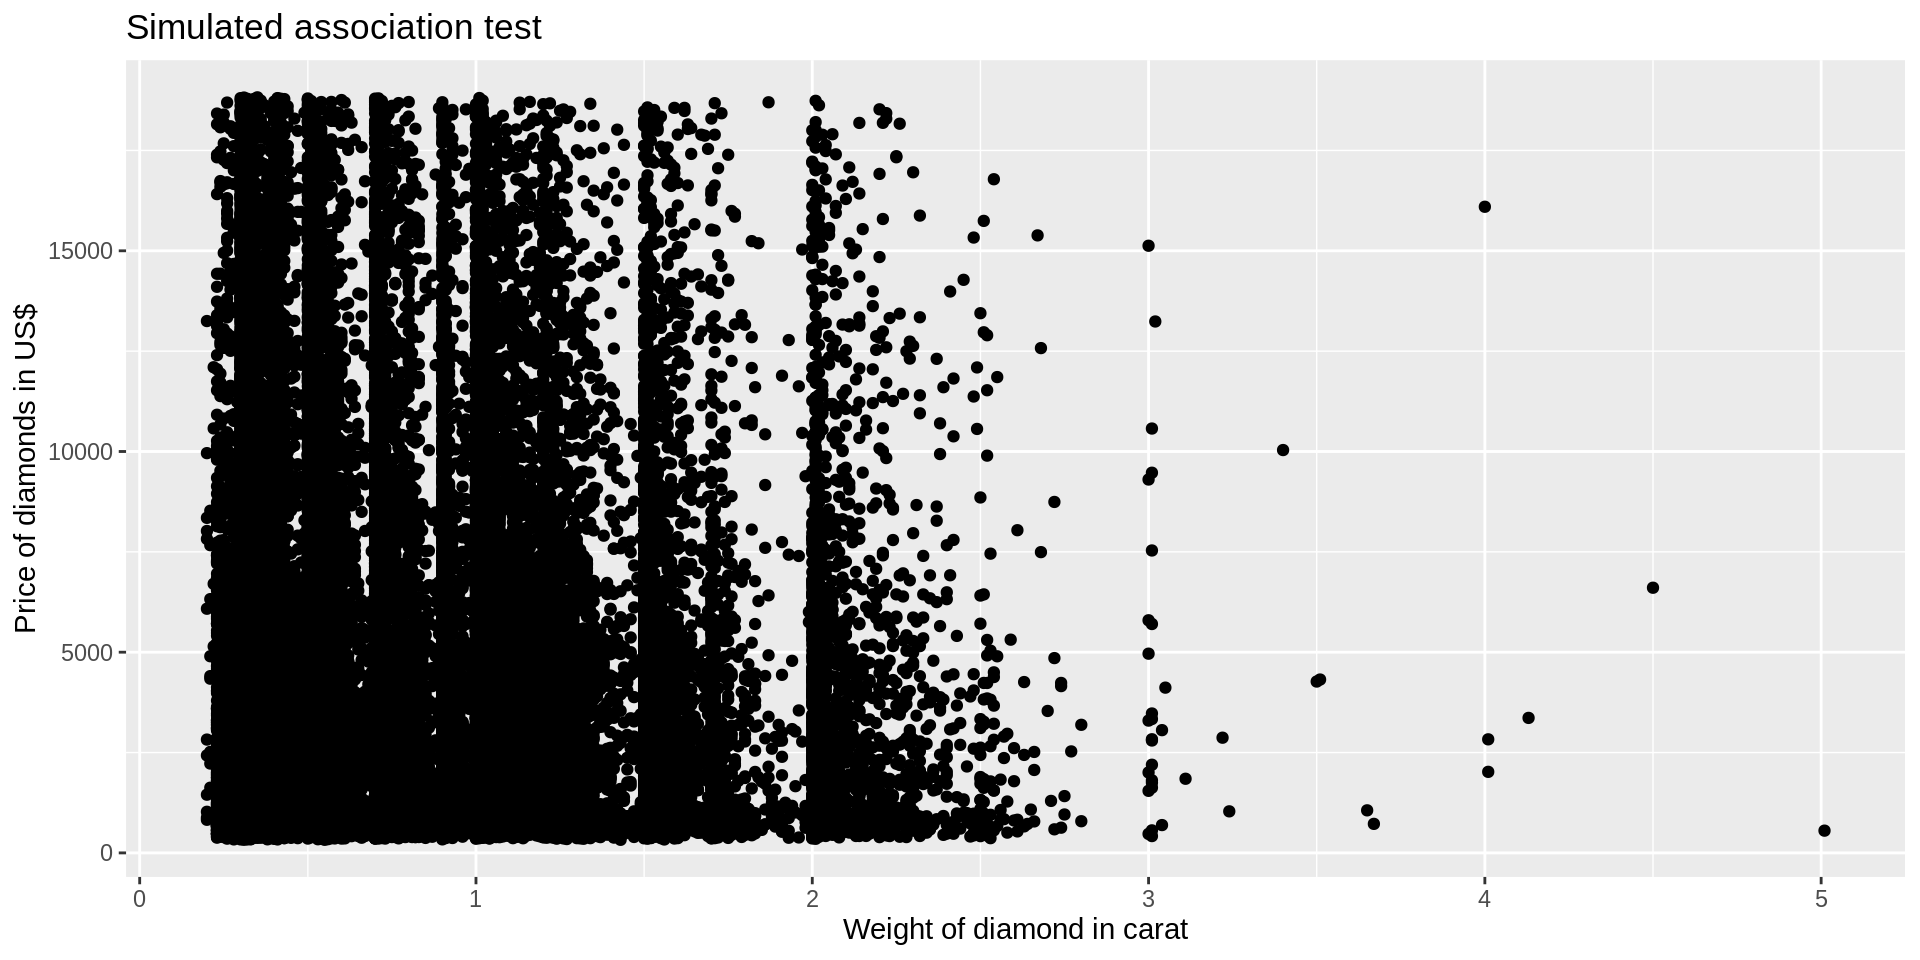 Simulated association test
Price of diamonds in US$
15000
10000
5000
0
0 1 2 3 4 5
Weight of diamond in carat